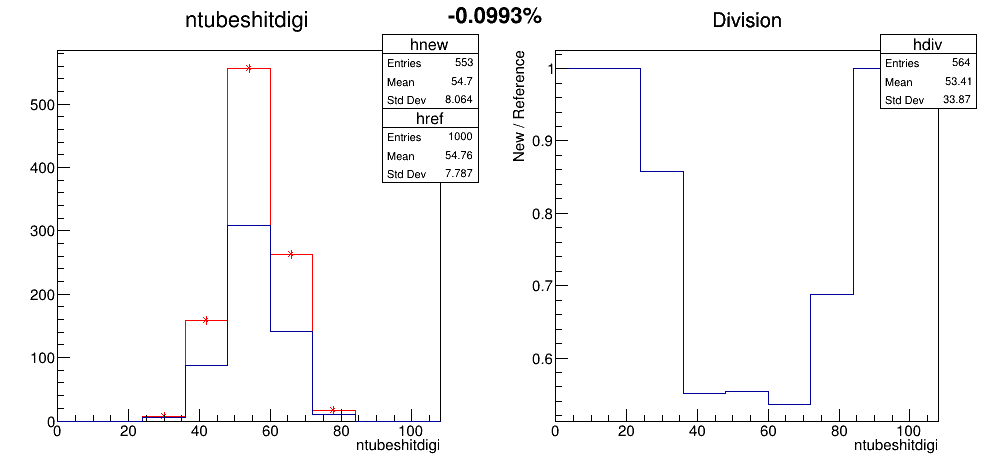 -0.0993%
ntubeshitdigi
hnew
Entries 553
Mean 54.7
Std Dev 8.064
href
Entries 1000
Mean 54.76
Std Dev 7.787
500
400
300
200
100
0
0 20 40 60 80 100
ntubeshitdigi
Division
hdiv
Entries 564
Mean 53.41
Std Dev 33.87
New / Reference
1
0.9
0.8
0.7
0.6
0 20 40 60 80 100
ntubeshitdigi